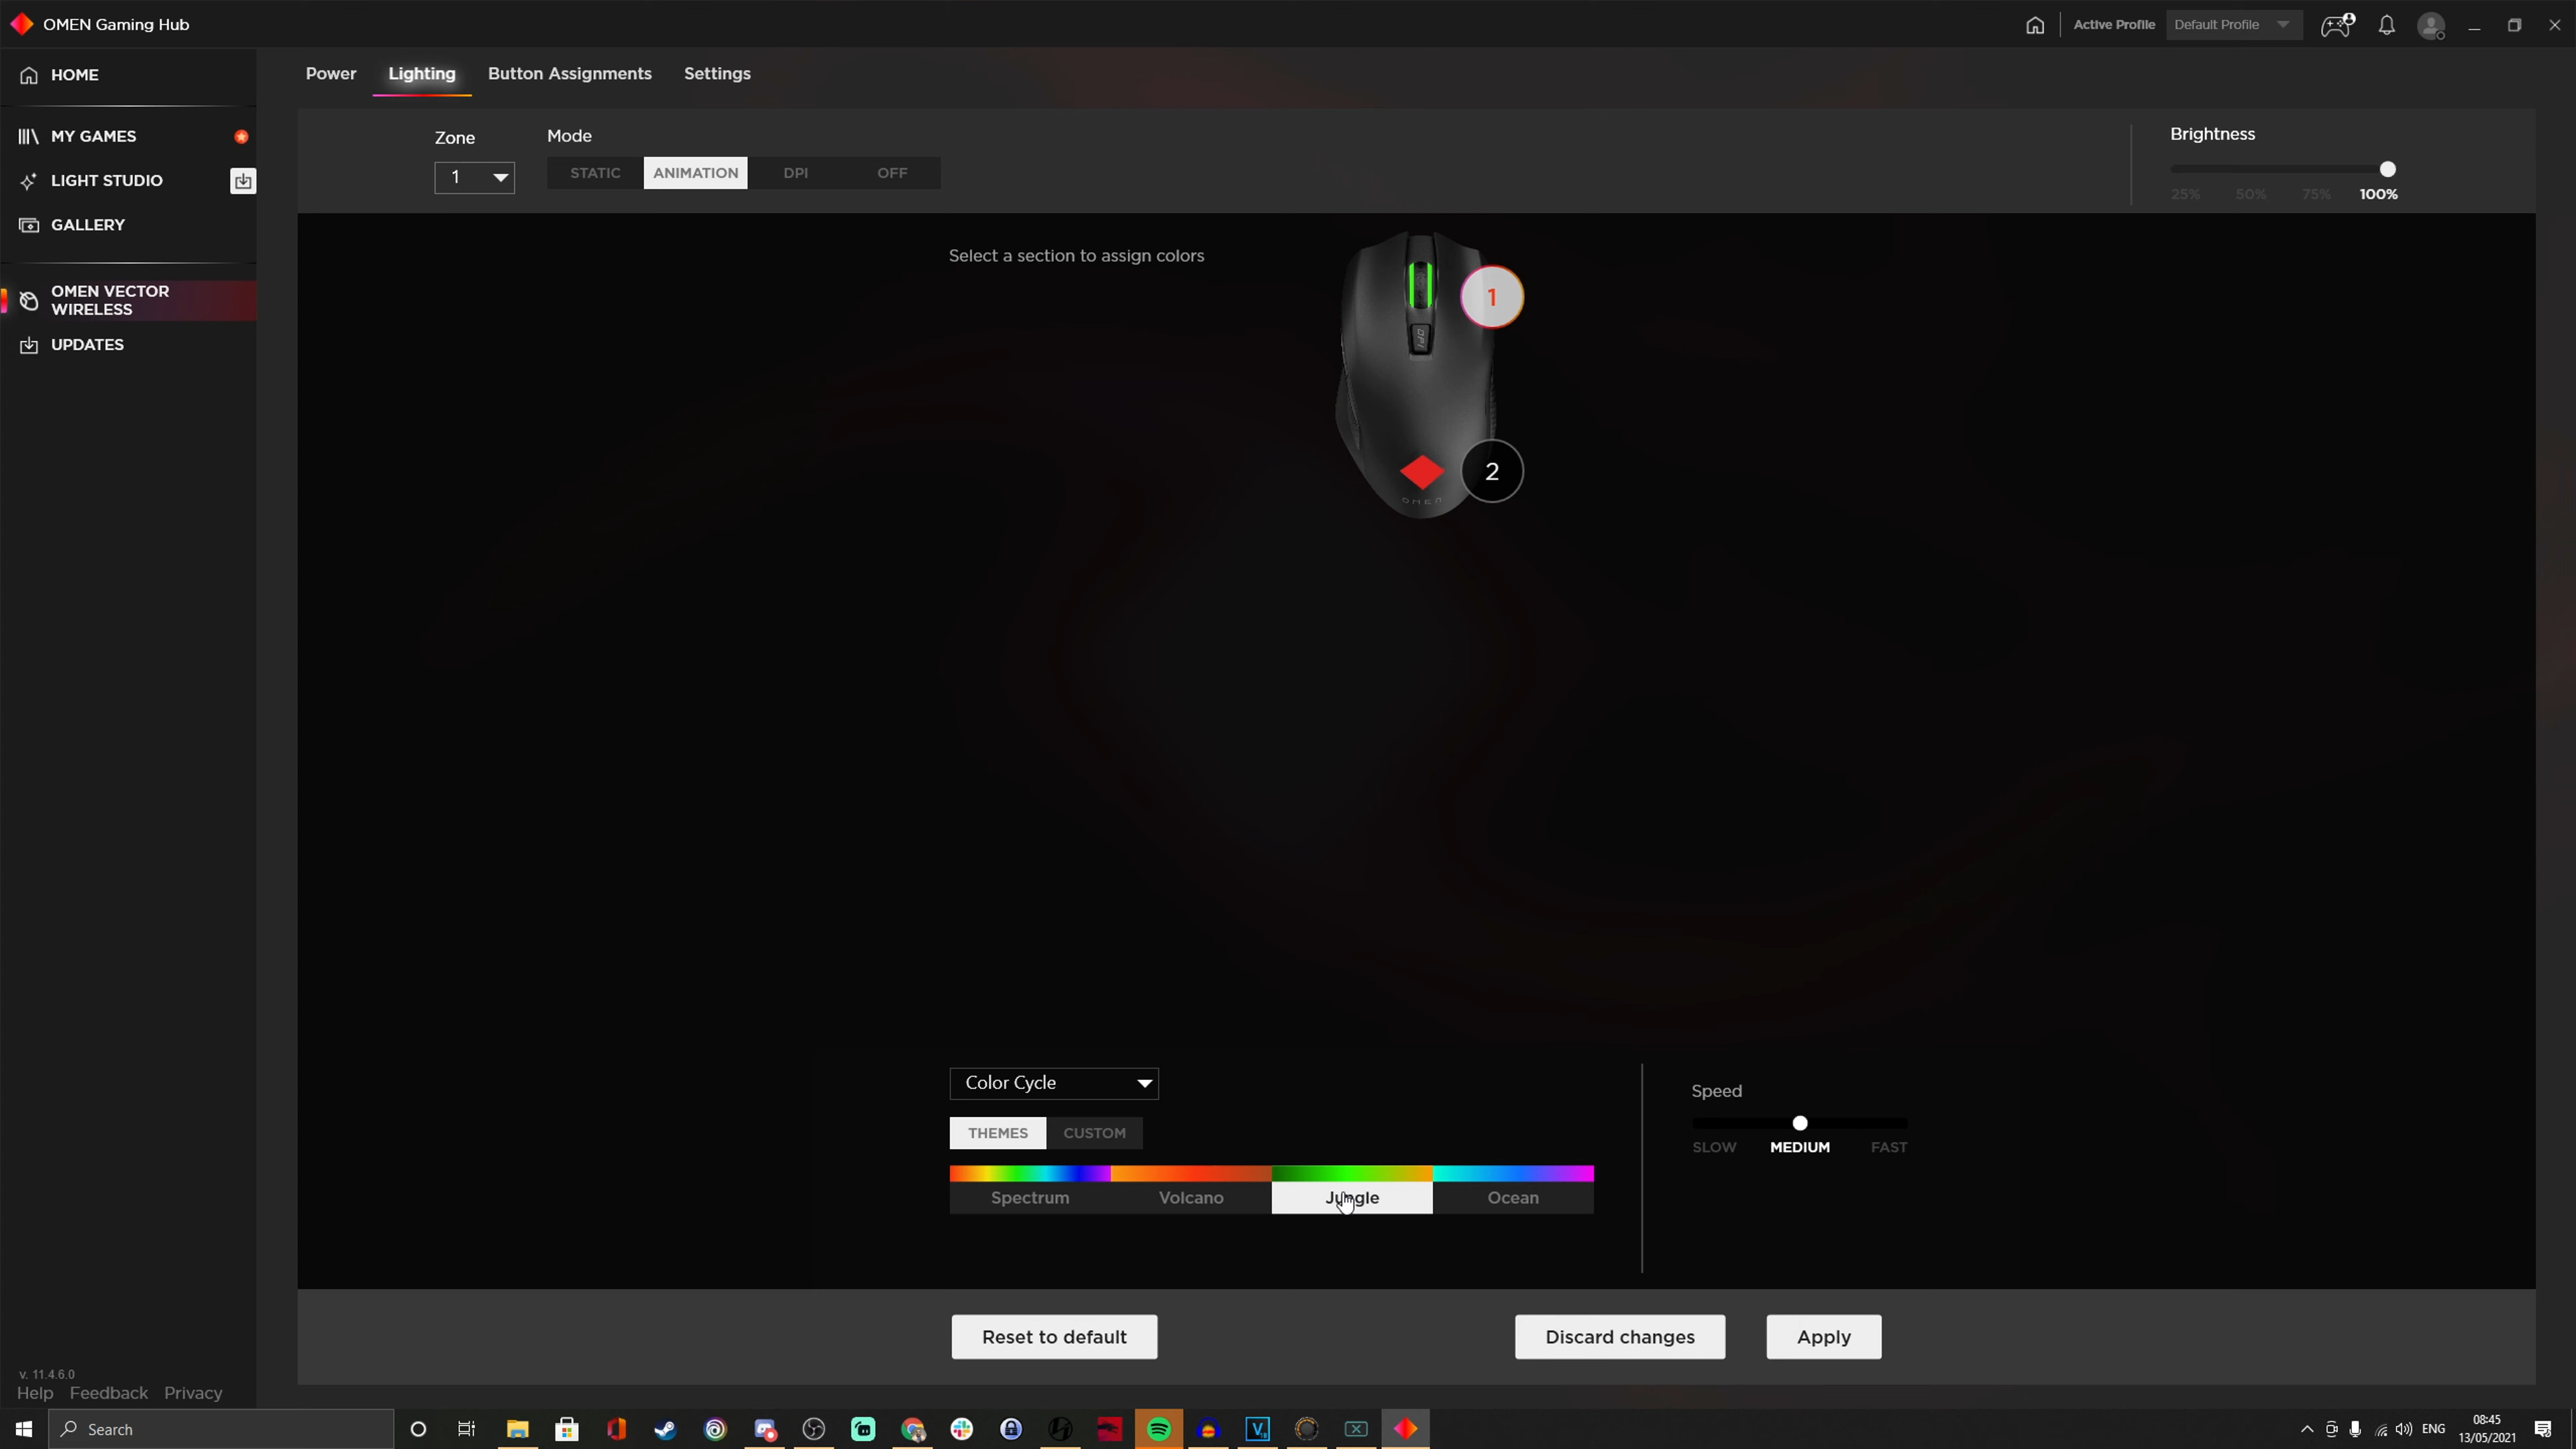 OMEN Gaming Hub
Active Profile
Default Profile
HOME
MY GAMES
LIGHT STUDIO
GALLERY
OMEN VECTOR
WIRELESS
UPDATES
Power Lighting Button Assignments Settings
Zone
1
Mode
STATIC ANIMATION DPI OFF
Brightness
25% 50% 75% 100%
Select a section to assign colors
1
DPI
2
OMEN
Color Cycle
THEMES CUSTOM
Spectrum Volcano Jungle Ocean
Speed
SLOW MEDIUM FAST
Reset to default Discard changes Apply
v. 11.4.6.0
Help Feedback Privacy
Search
ENG
08:45
13/05/2021